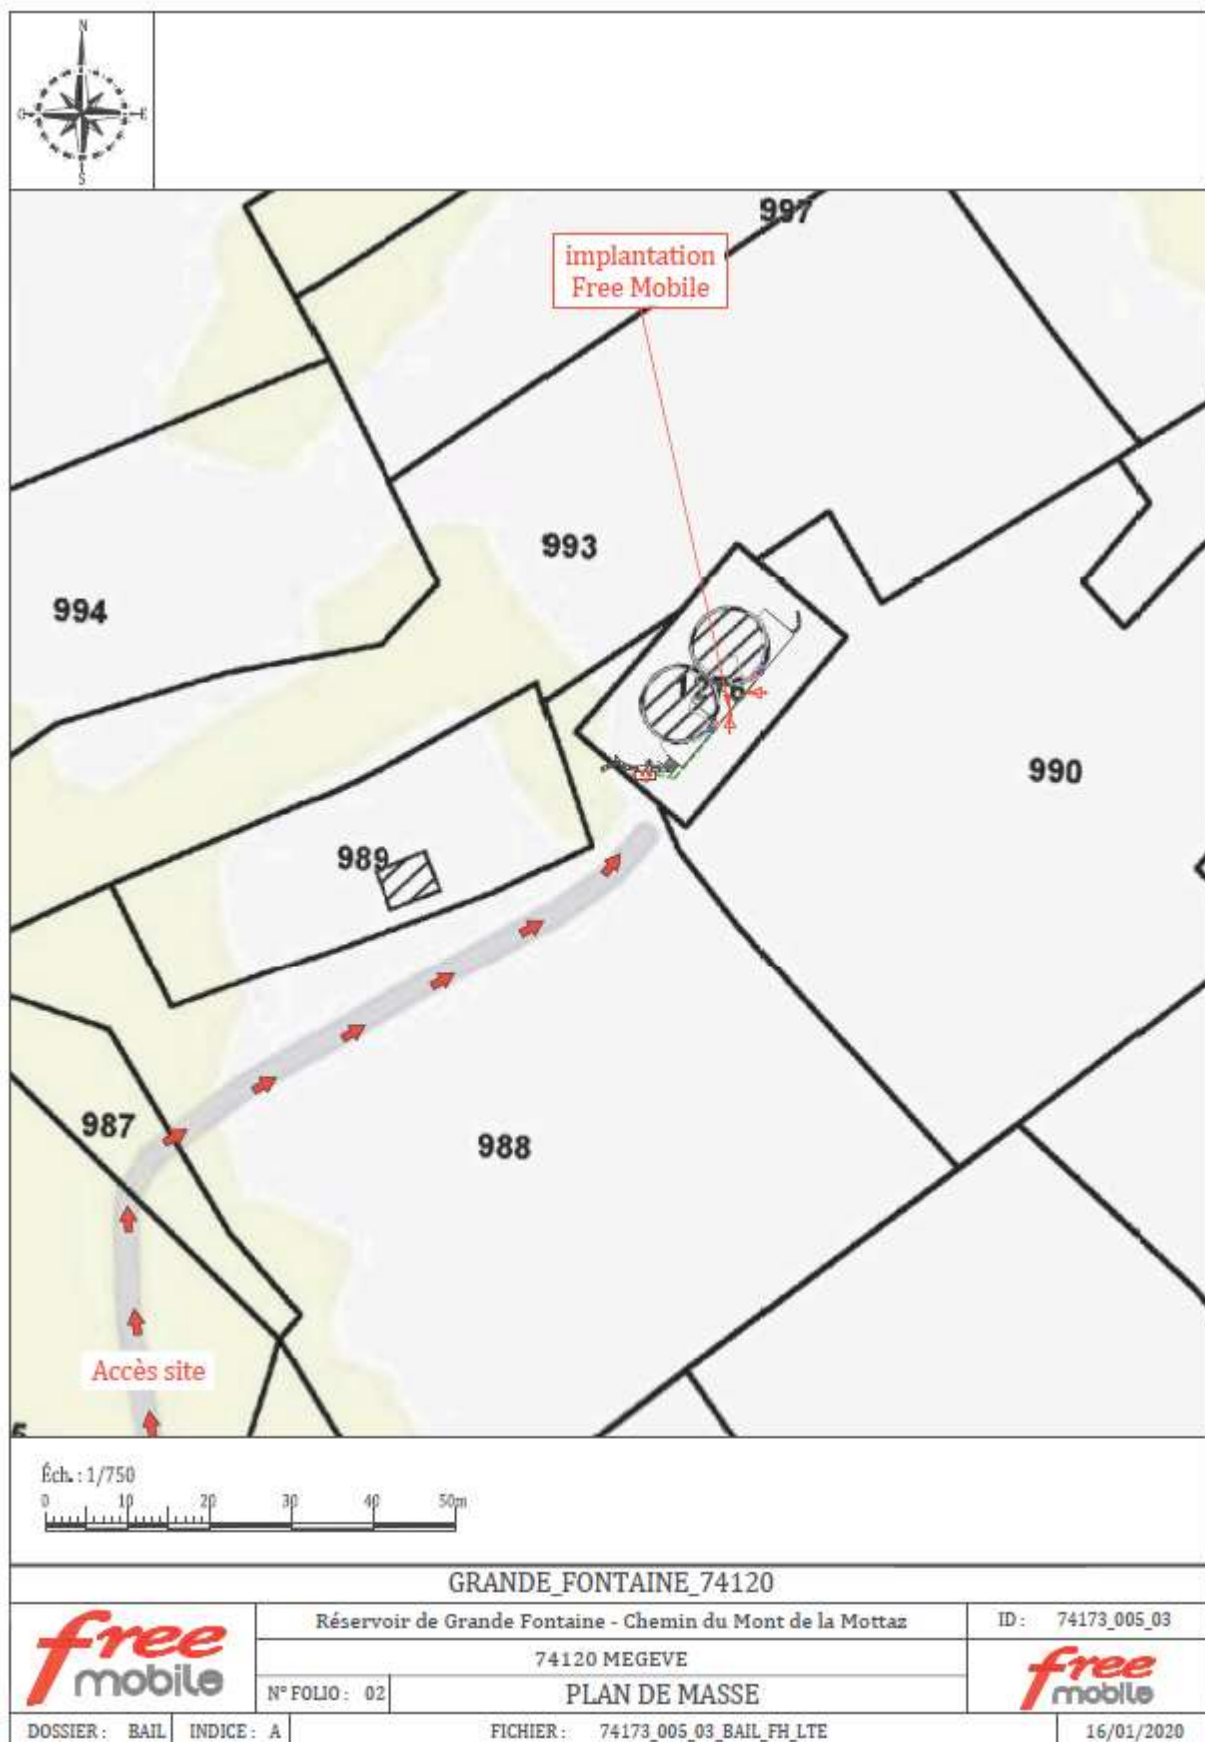 N
O
E
S
997
implantation
Free Mobile
993
994
990
989
987
988
Accès site
Éch. : 1/750
0 10 20 30 40 50m
GRANDE_FONTAINE_74120
free
mobile
Réservoir de Grande Fontaine - Chemin du Mont de la Mottaz
ID : 74173_005_03
74120 MEGEVE
N° FOLIO : 02
PLAN DE MASSE
free
mobile
DOSSIER : BAIL
INDICE : A
FICHIER : 74173_005_03_BAIL_FH_LTE
16/01/2020